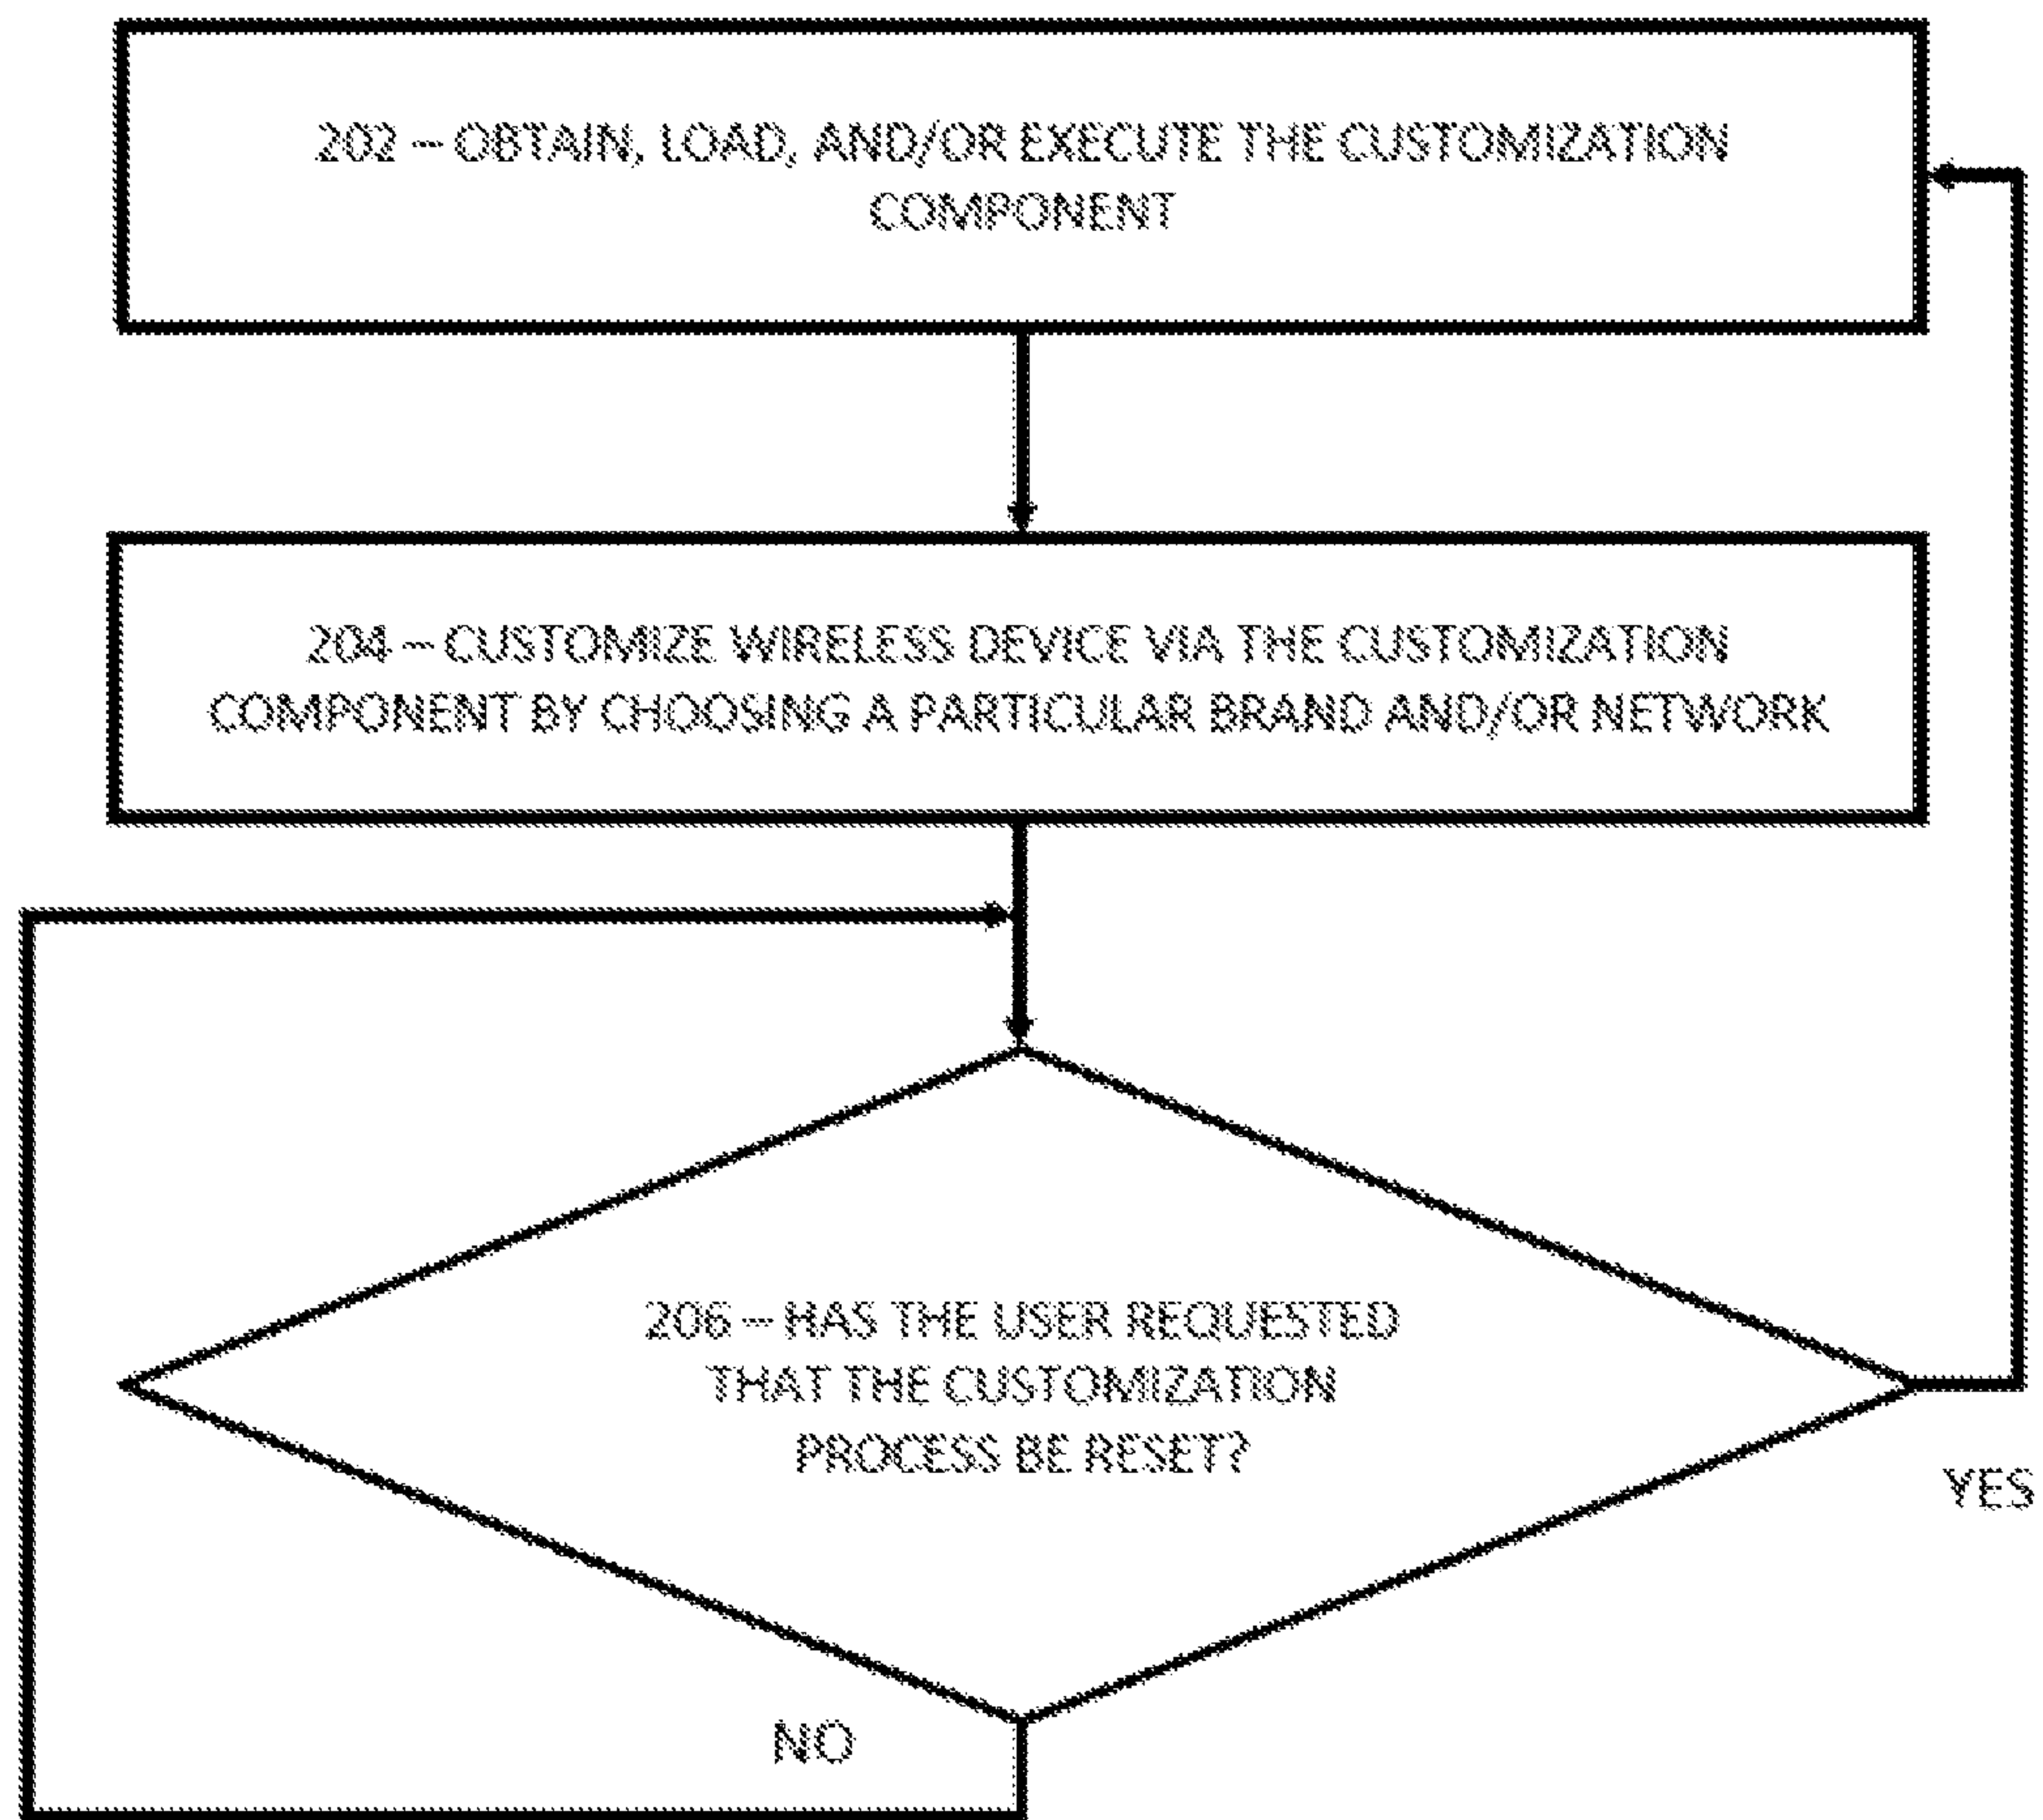 202 – OBTAIN, LOAD, AND/OR EXECUTE THE CUSTOMIZATION
COMPONENT
204 – CUSTOMIZE WIRELESS DEVICE VIA THE CUSTOMIZATION
COMPONENT BY CHOOSING A PARTICULAR BRAND AND/OR NETWORK
206 – HAS THE USER REQUESTED
THAT THE CUSTOMIZATION
PROCESS BE RESET?
YES
NO